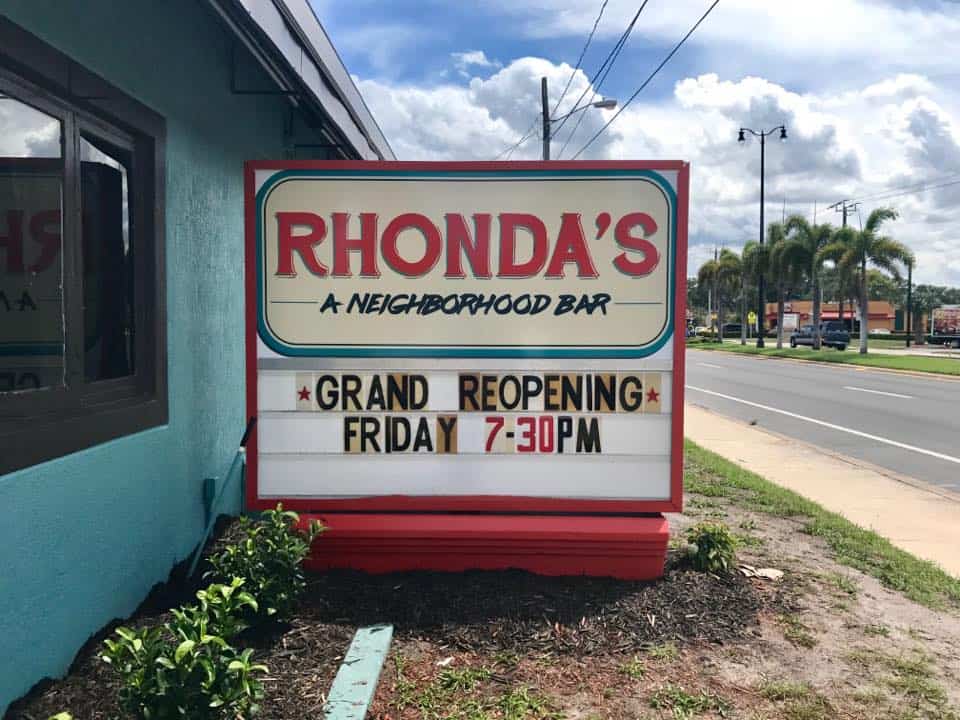 RHONDA'S
A NEIGHBORHOOD BAR
★GRAND REOPENING★
FRIDAY 7-30PM